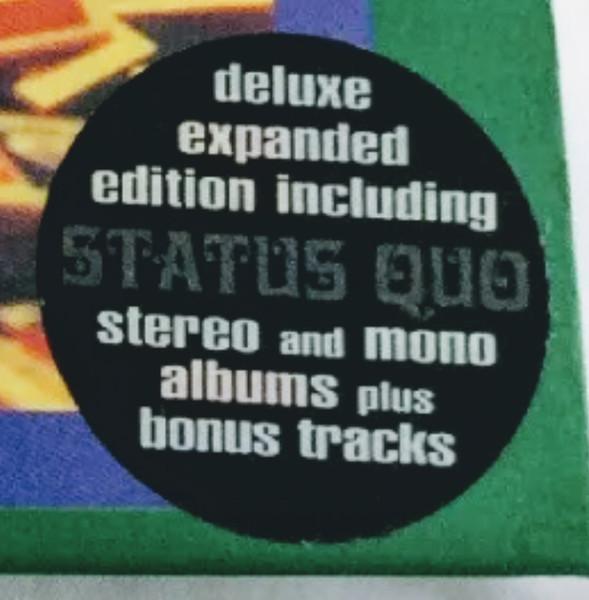 deluxe
expanded
edition including
STATUS QUO
stereo and mono
albums plus
bonus tracks